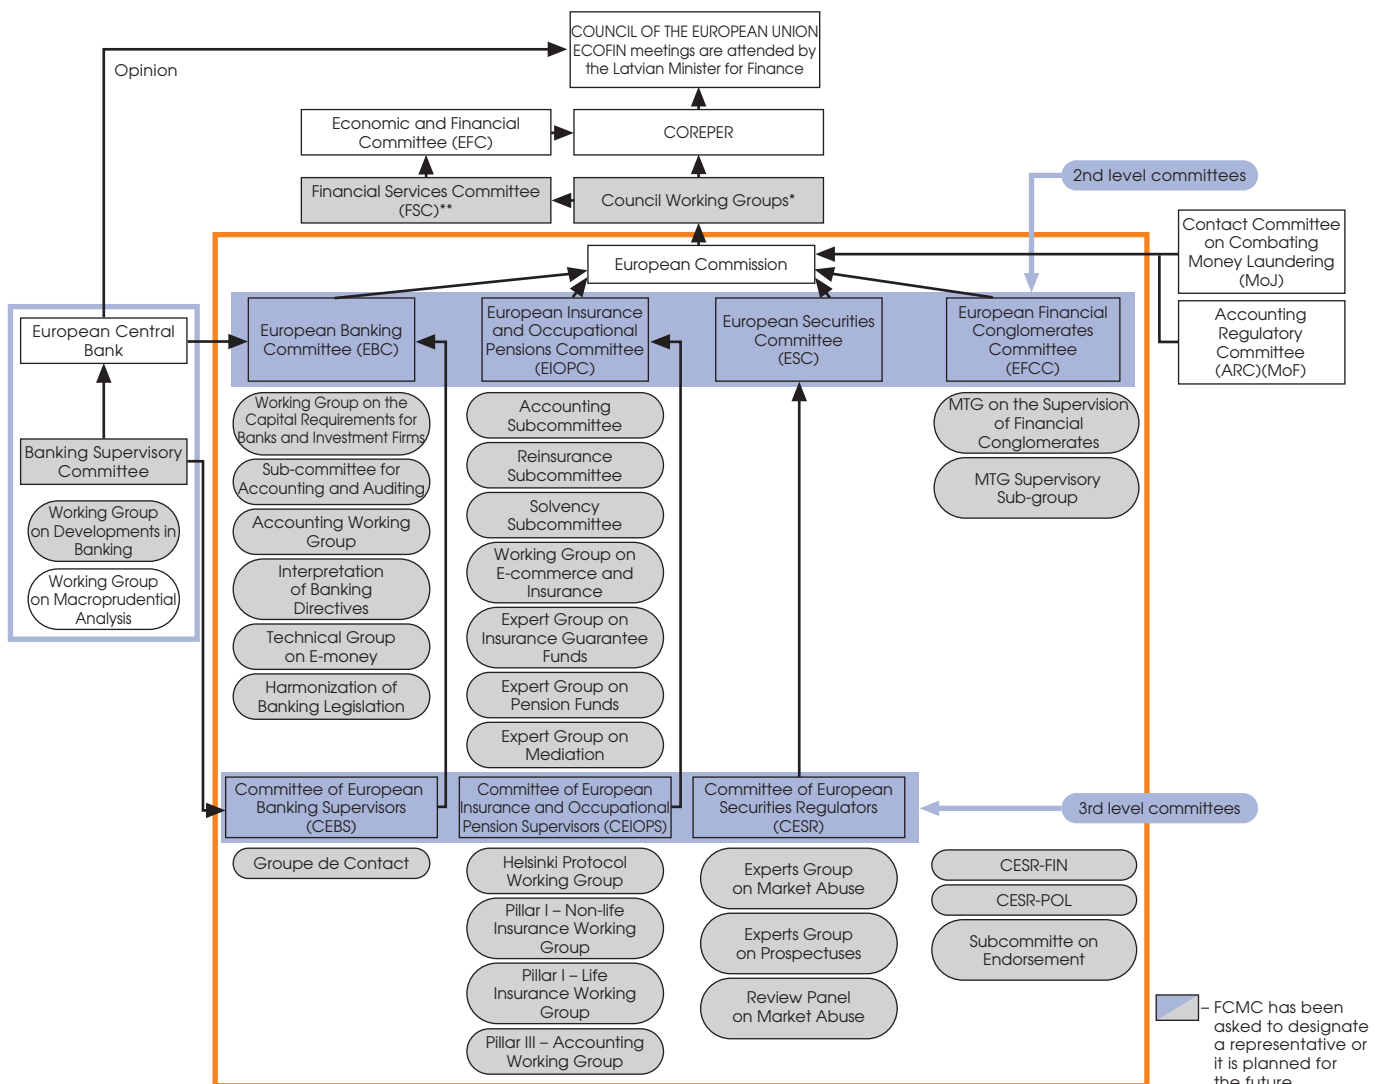 COUNCIL OF THE EUROPEAN UNION
ECOFIN meetings are attended by
the Latvian Minister for Finance
Opinion
Economic and Financial
Committee (EFC)
COREPER
Financial Services Committee
(FSC)**
Council Working Groups*
2nd level committees
Contact Committee
on Combating
Money Laundering
(MoJ)
European Commission
Accounting
Regulatory
Committee
(ARC)(MoF)
European Central
Bank
European Banking
Committee (EBC)
European Insurance
and Occupational
Pensions Committee
(EIOPC)
European Securities
Committee
(ESC)
European Financial
Conglomerates
Committee
(EFCC)
Banking Supervisory
Committee
Working Group
on Developments in
Banking
Working Group
on Macroprudential
Analysis
Working Group on the
Capital Requirements for
Banks and Investment Firms
Sub-committee for
Accounting and Auditing
Accounting Working
Group
Interpretation
of Banking
Directives
Technical Group
on E-money
Harmonization of
Banking Legislation
Accounting
Subcommittee
Reinsurance
Subcommittee
Solvency
Subcommittee
Working Group on
E-commerce and
Insurance
Expert Group on
Insurance Guarantee
Funds
Expert Group on
Pension Funds
Expert Group on
Mediation
MTG on the Supervision
of Financial
Conglomerates
MTG Supervisory
Sub-group
Committee of European
Banking Supervisors
(CEBS)
Committee of European
Insurance and Occupational
Pension Supervisors (CEIOPS)
Committee of European
Securities Regulators
(CESR)
3rd level committees
Groupe de Contact
Helsinki Protocol
Working Group
Pillar I – Non-life
Insurance Working
Group
Pillar I – Life
Insurance Working
Group
Pillar III – Accounting
Working Group
Experts Group
on Market Abuse
Experts Group
on Prospectuses
Review Panel
on Market Abuse
CESR-FIN
CESR-POL
Subcommitte on
Endorsement
– FCMC has been
asked to designate
a representative or
it is planned for
the future